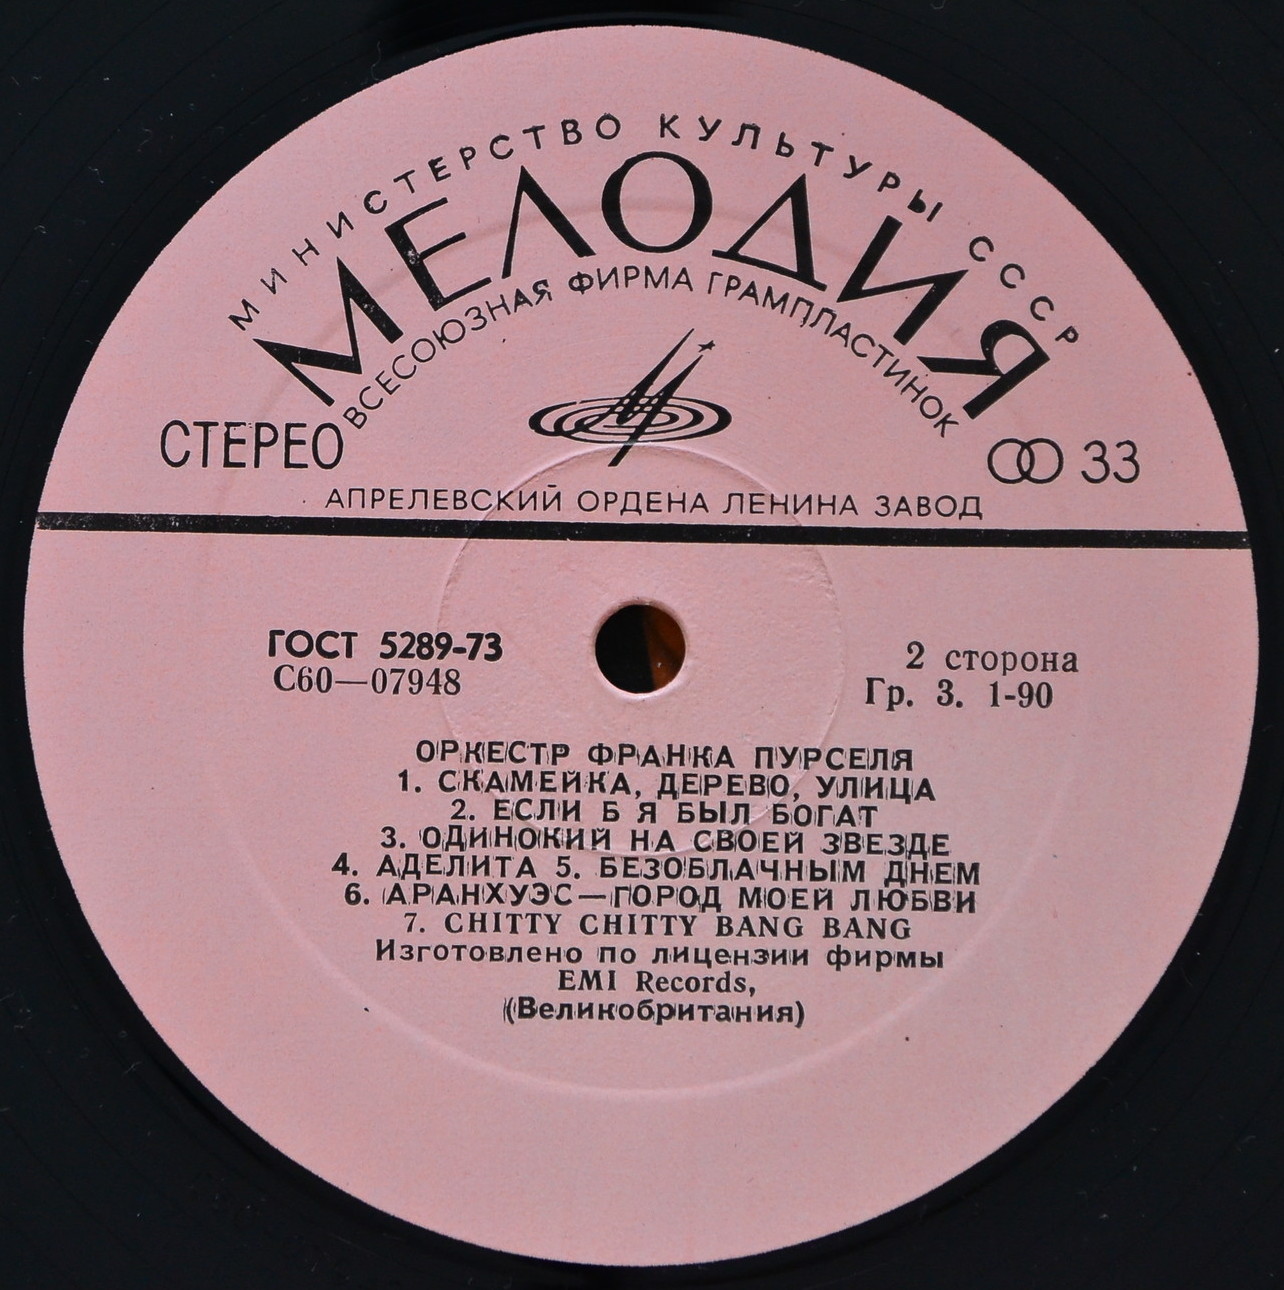 МИНИСТЕРСТВО КУЛЬТУРЫ СССР
МЕЛОДИЯ
ВСЕСОЮЗНАЯ ФИРМА ГРАМПЛАСТИНОК
СТЕРЕО
33
АПРЕЛЕВСКИЙ ОРДЕНА ЛЕНИНА ЗАВОД
ГОСТ 5289-73
С60—07948
2 сторона
Гр. 3. 1-90
ОРКЕСТР ФРАНКА ПУРСЕЛЯ
1. СКАМЕЙКА, ДЕРЕВО, УЛИЦА
2. ЕСЛИ Б Я БЫЛ БОГАТ
3. ОДИНОКИЙ НА СВОЕЙ ЗВЕЗДЕ
4. АДЕЛИТА 5. БЕЗОБЛАЧНЫМ ДНЕМ
6. АРАНХУЭС—ГОРОД МОЕЙ ЛЮБВИ
7. CHITTY CHITTY BANG BANG
Изготовлено по лицензии фирмы
EMI Records,
(Великобритания)